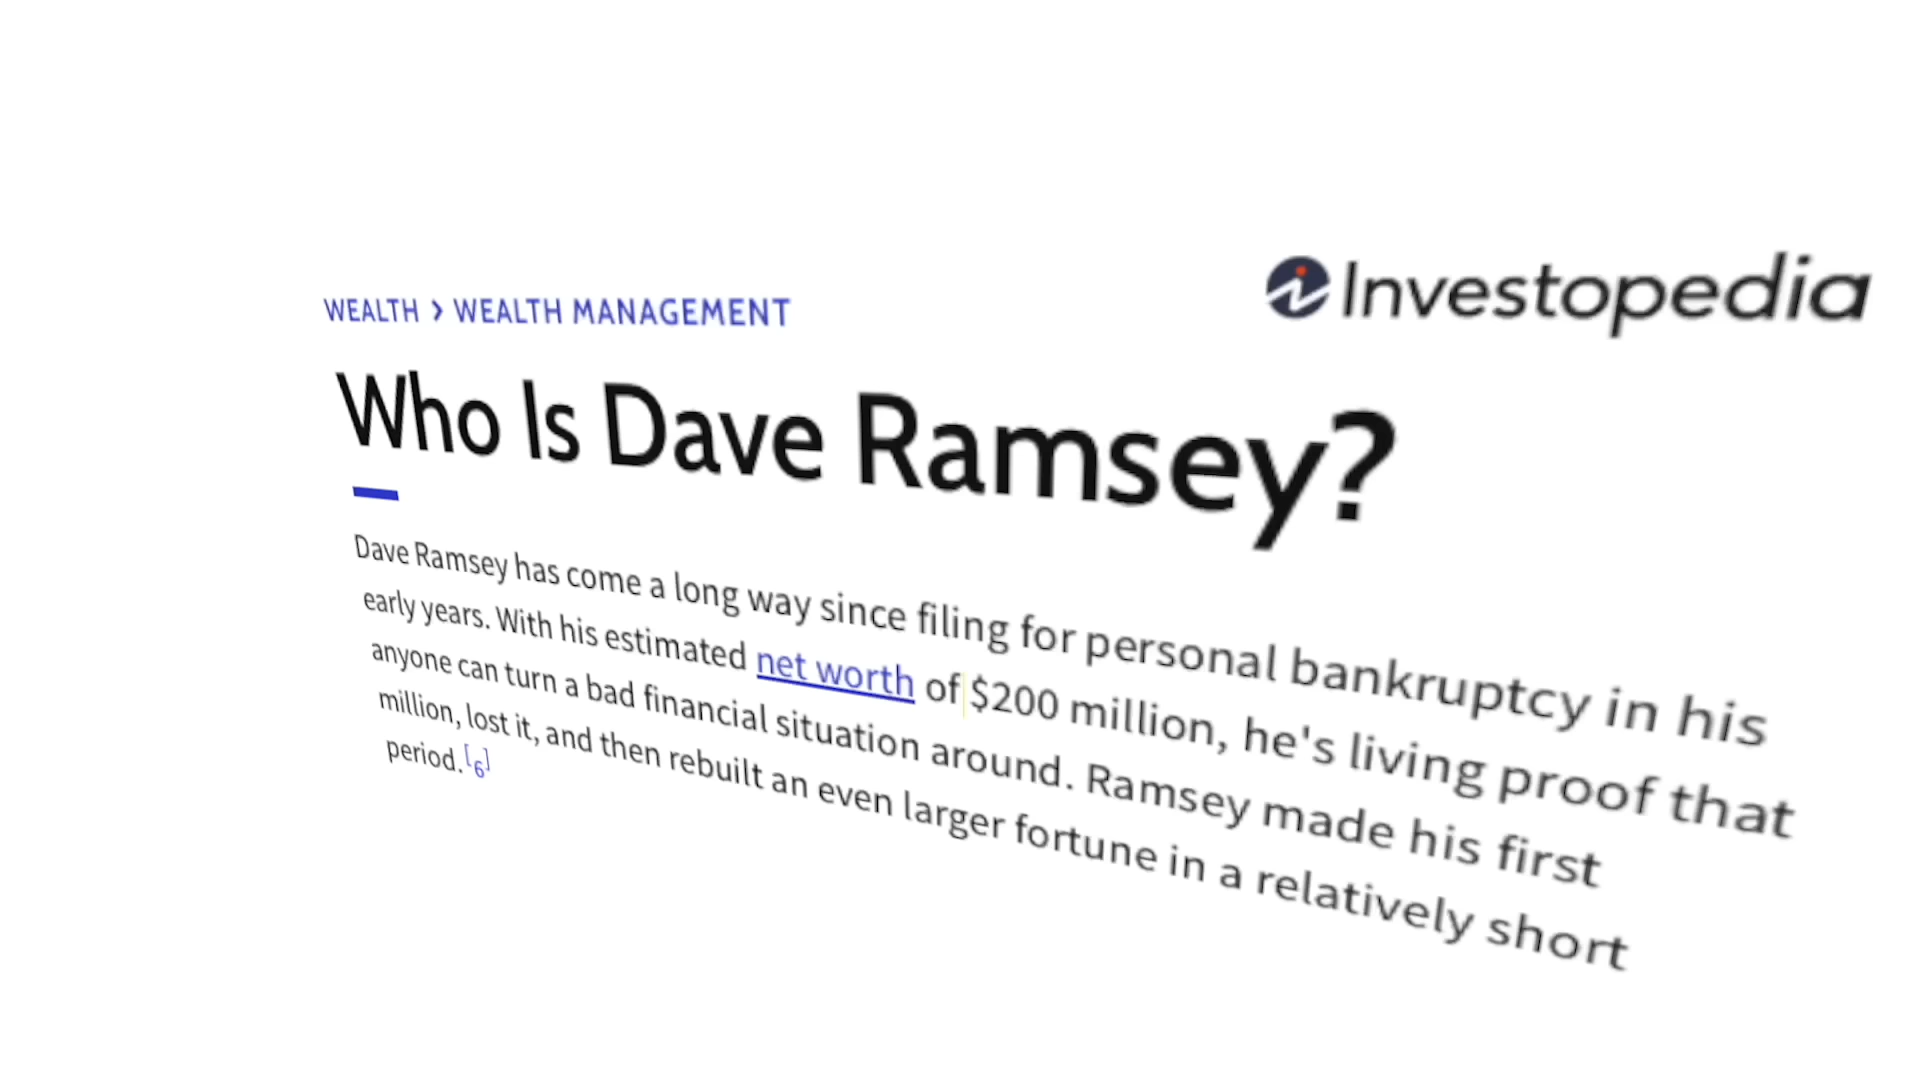 Investopedia
WEALTH > WEALTH MANAGEMENT
Who Is Dave Ramsey?
Dave Ramsey has come a long way since filing for personal bankruptcy in his
early years. With his estimated net worth of $200 million, he's living proof that
anyone can turn a bad financial situation around. Ramsey made his first
million, lost it, and then rebuilt an even larger fortune in a relatively short
period.[6]